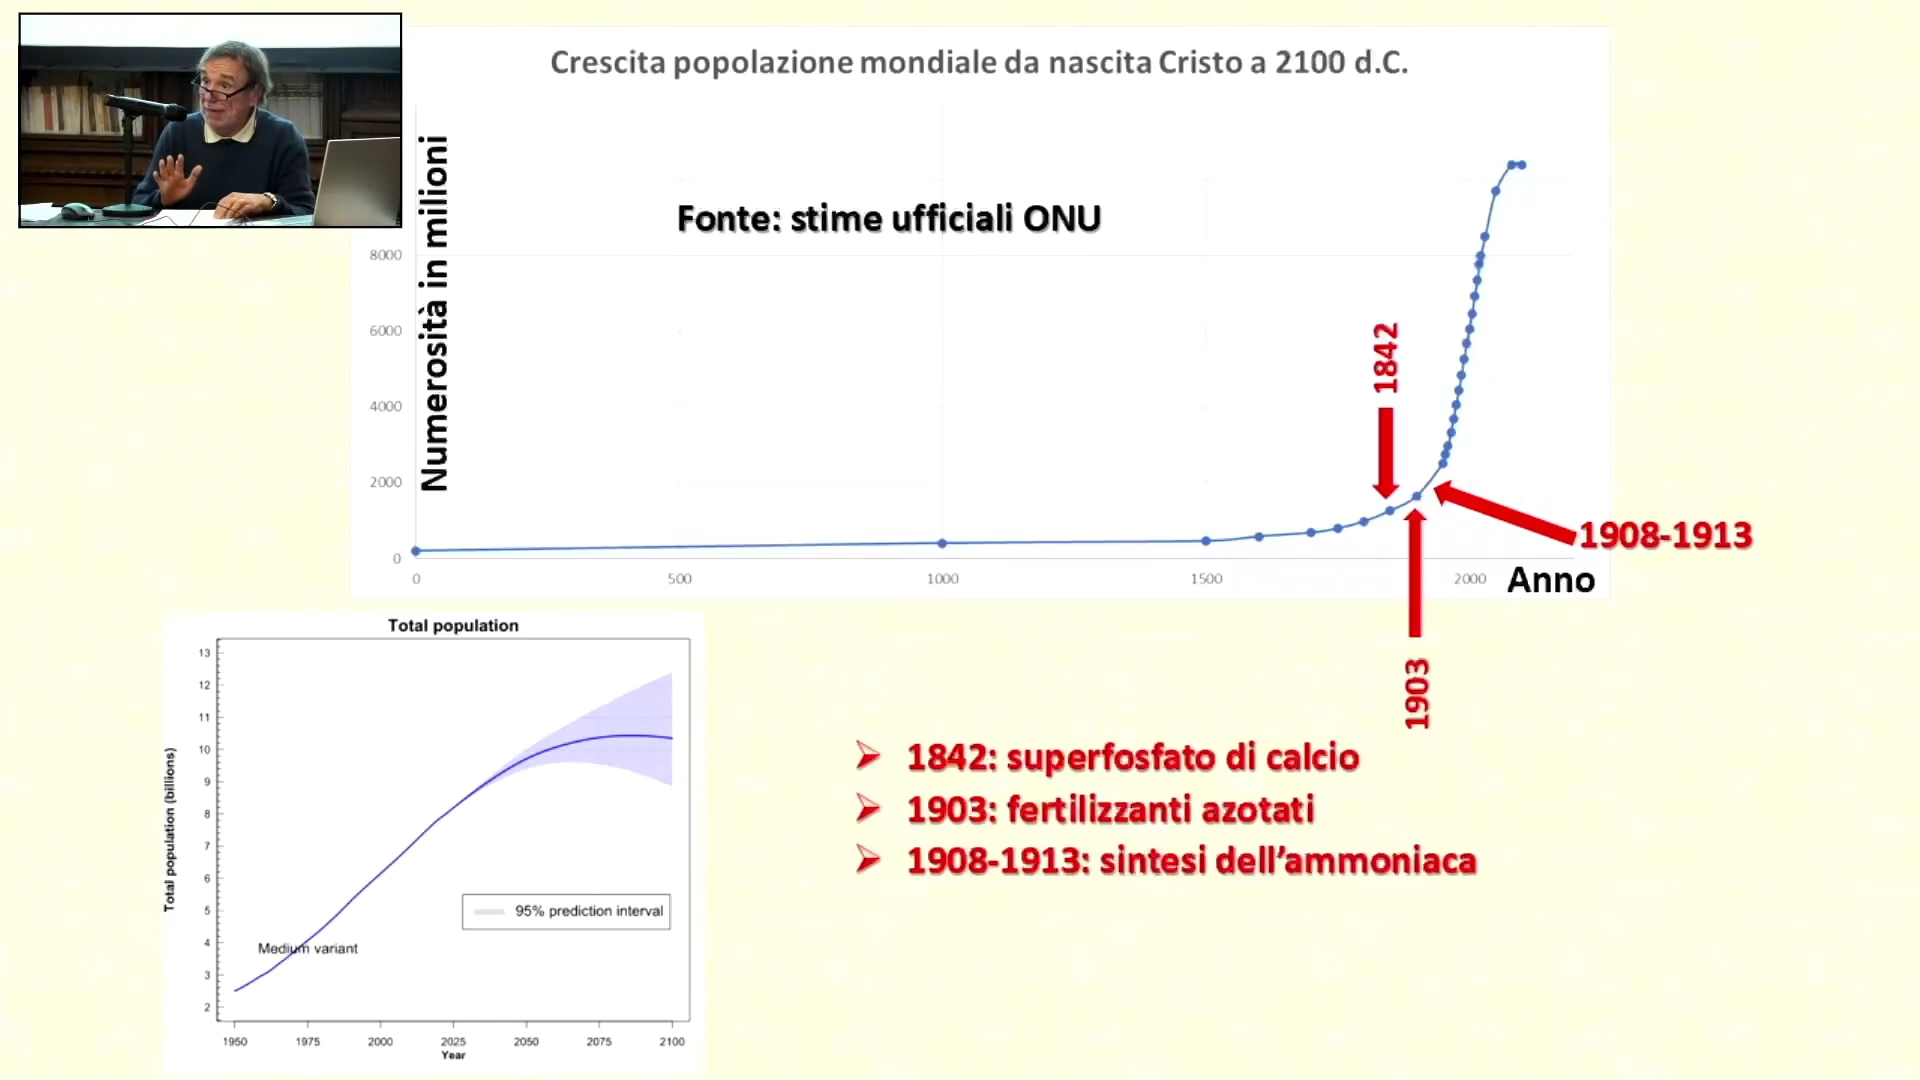 Crescita popolazione mondiale da nascita Cristo a 2100 d.C.
Numerosità in milioni
Fonte: stime ufficiali ONU
8000
6000
4000
2000
0
1842
1908-1913
0 500 1000 1500 2000
Anno
1903
Total population
Total population (billions)
13
12
11
10
9
8
7
6
5
4
3
2
95% prediction interval
Medium variant
1950 1975 2000 2025 2050 2075 2100
Year
1842: superfosfato di calcio
1903: fertilizzanti azotati
1908-1913: sintesi dell’ammoniaca